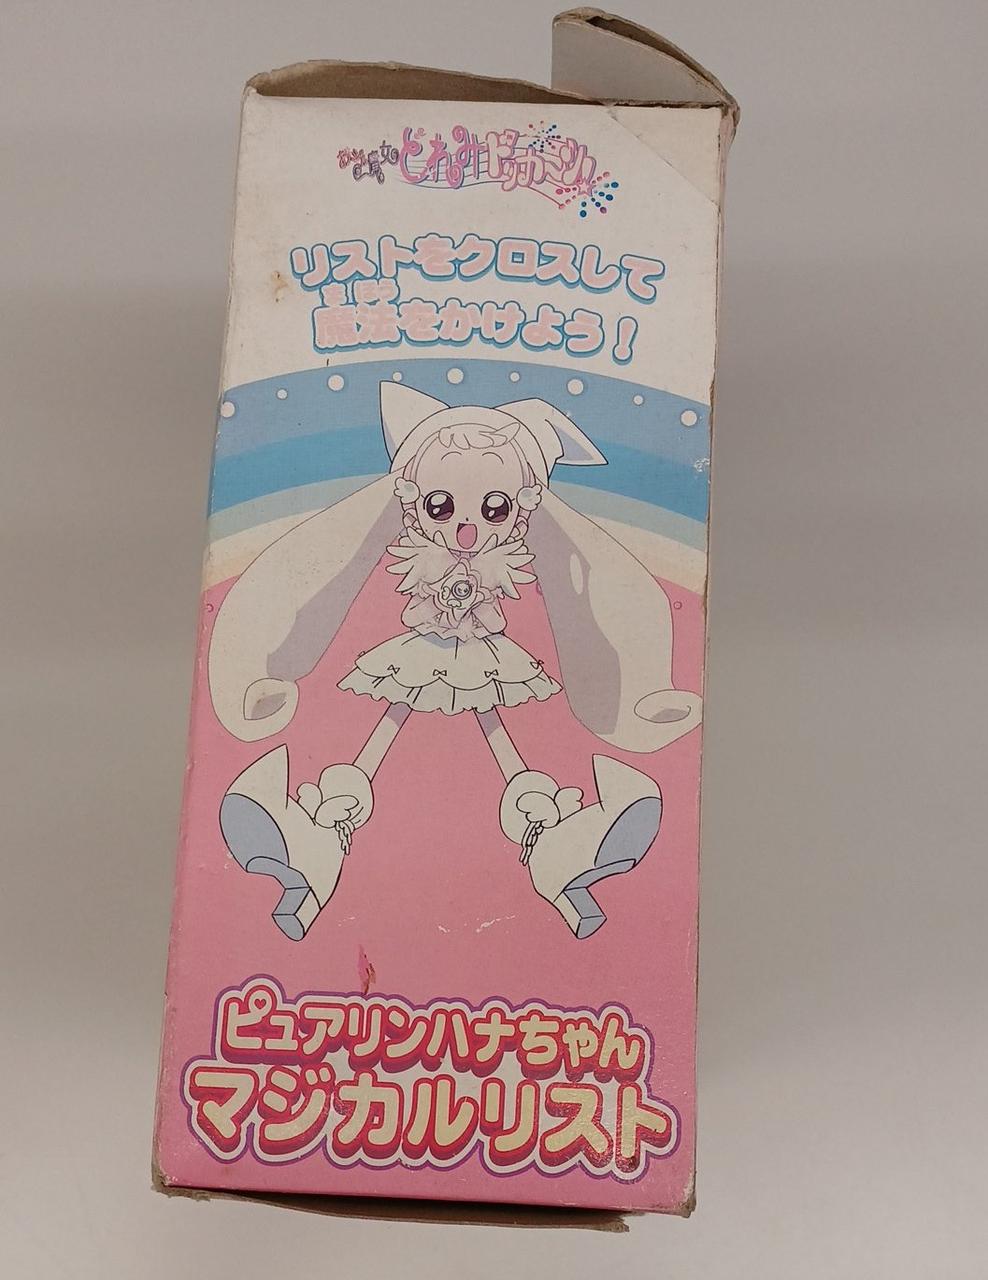 おジャ魔女どれみドッカ〜ン!
リストをクロスして
まほう
魔法をかけよう!
ピュアリンハナちゃん
マジカルリスト